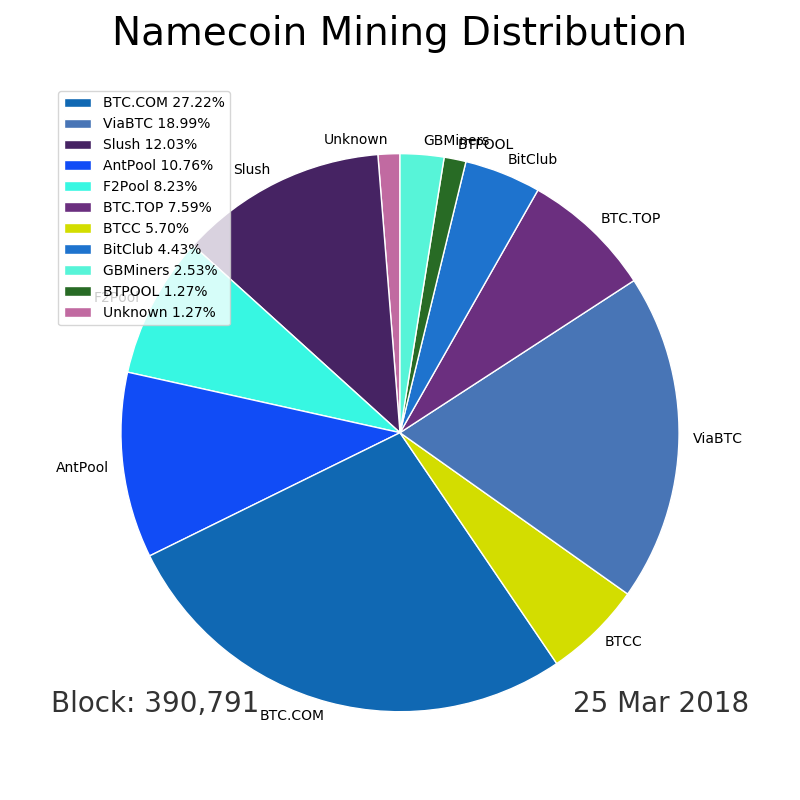 Namecoin Mining Distribution
BTC.COM 27.22%
ViaBTC 18.99%
Slush 12.03%
AntPool 10.76%
F2Pool 8.23%
BTC.TOP 7.59%
BTCC 5.70%
BitClub 4.43%
GBMiners 2.53%
BTPOOL 1.27%
Unknown 1.27%
Unknown
GBMiners
BTPOOL
BitClub
Slush
BTC.TOP
F2Pool
ViaBTC
AntPool
BTCC
BTC.COM
Block: 390,791
25 Mar 2018